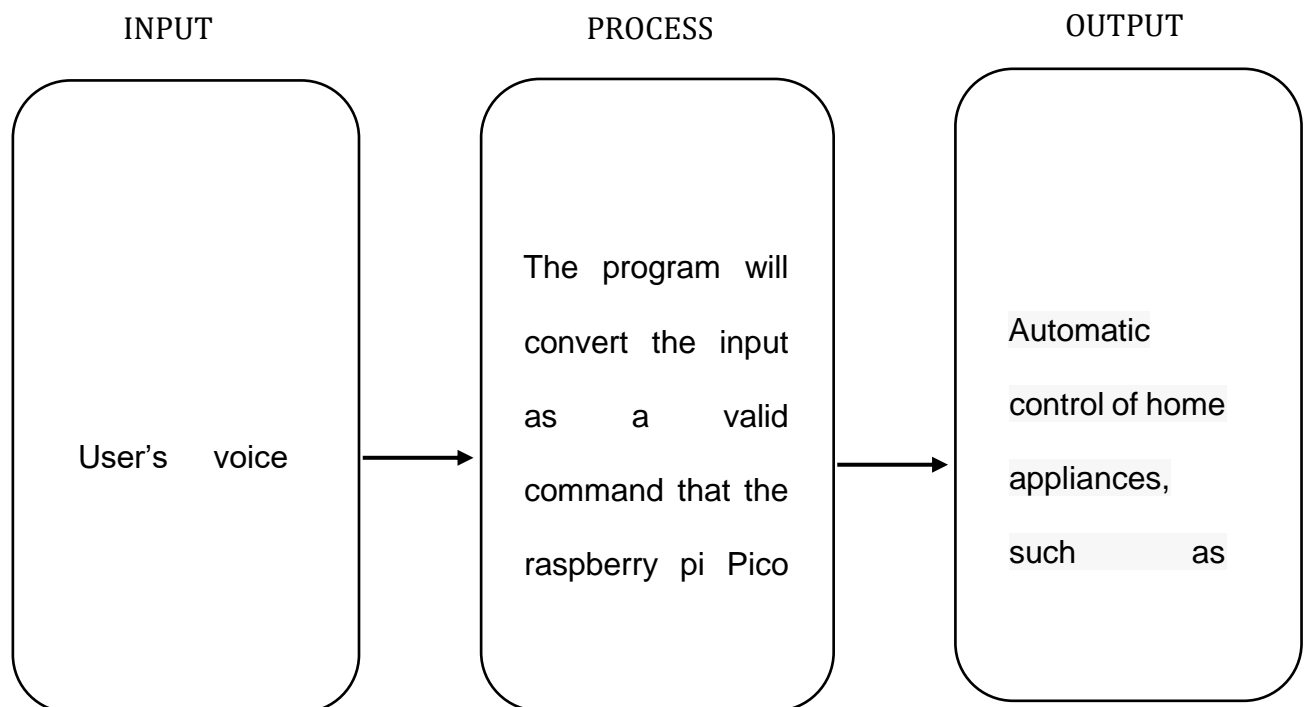 INPUT
PROCESS
OUTPUT
User’s voice
The program will
convert the input
as a valid
command that the
raspberry pi Pico
Automatic
control of home
appliances,
such as